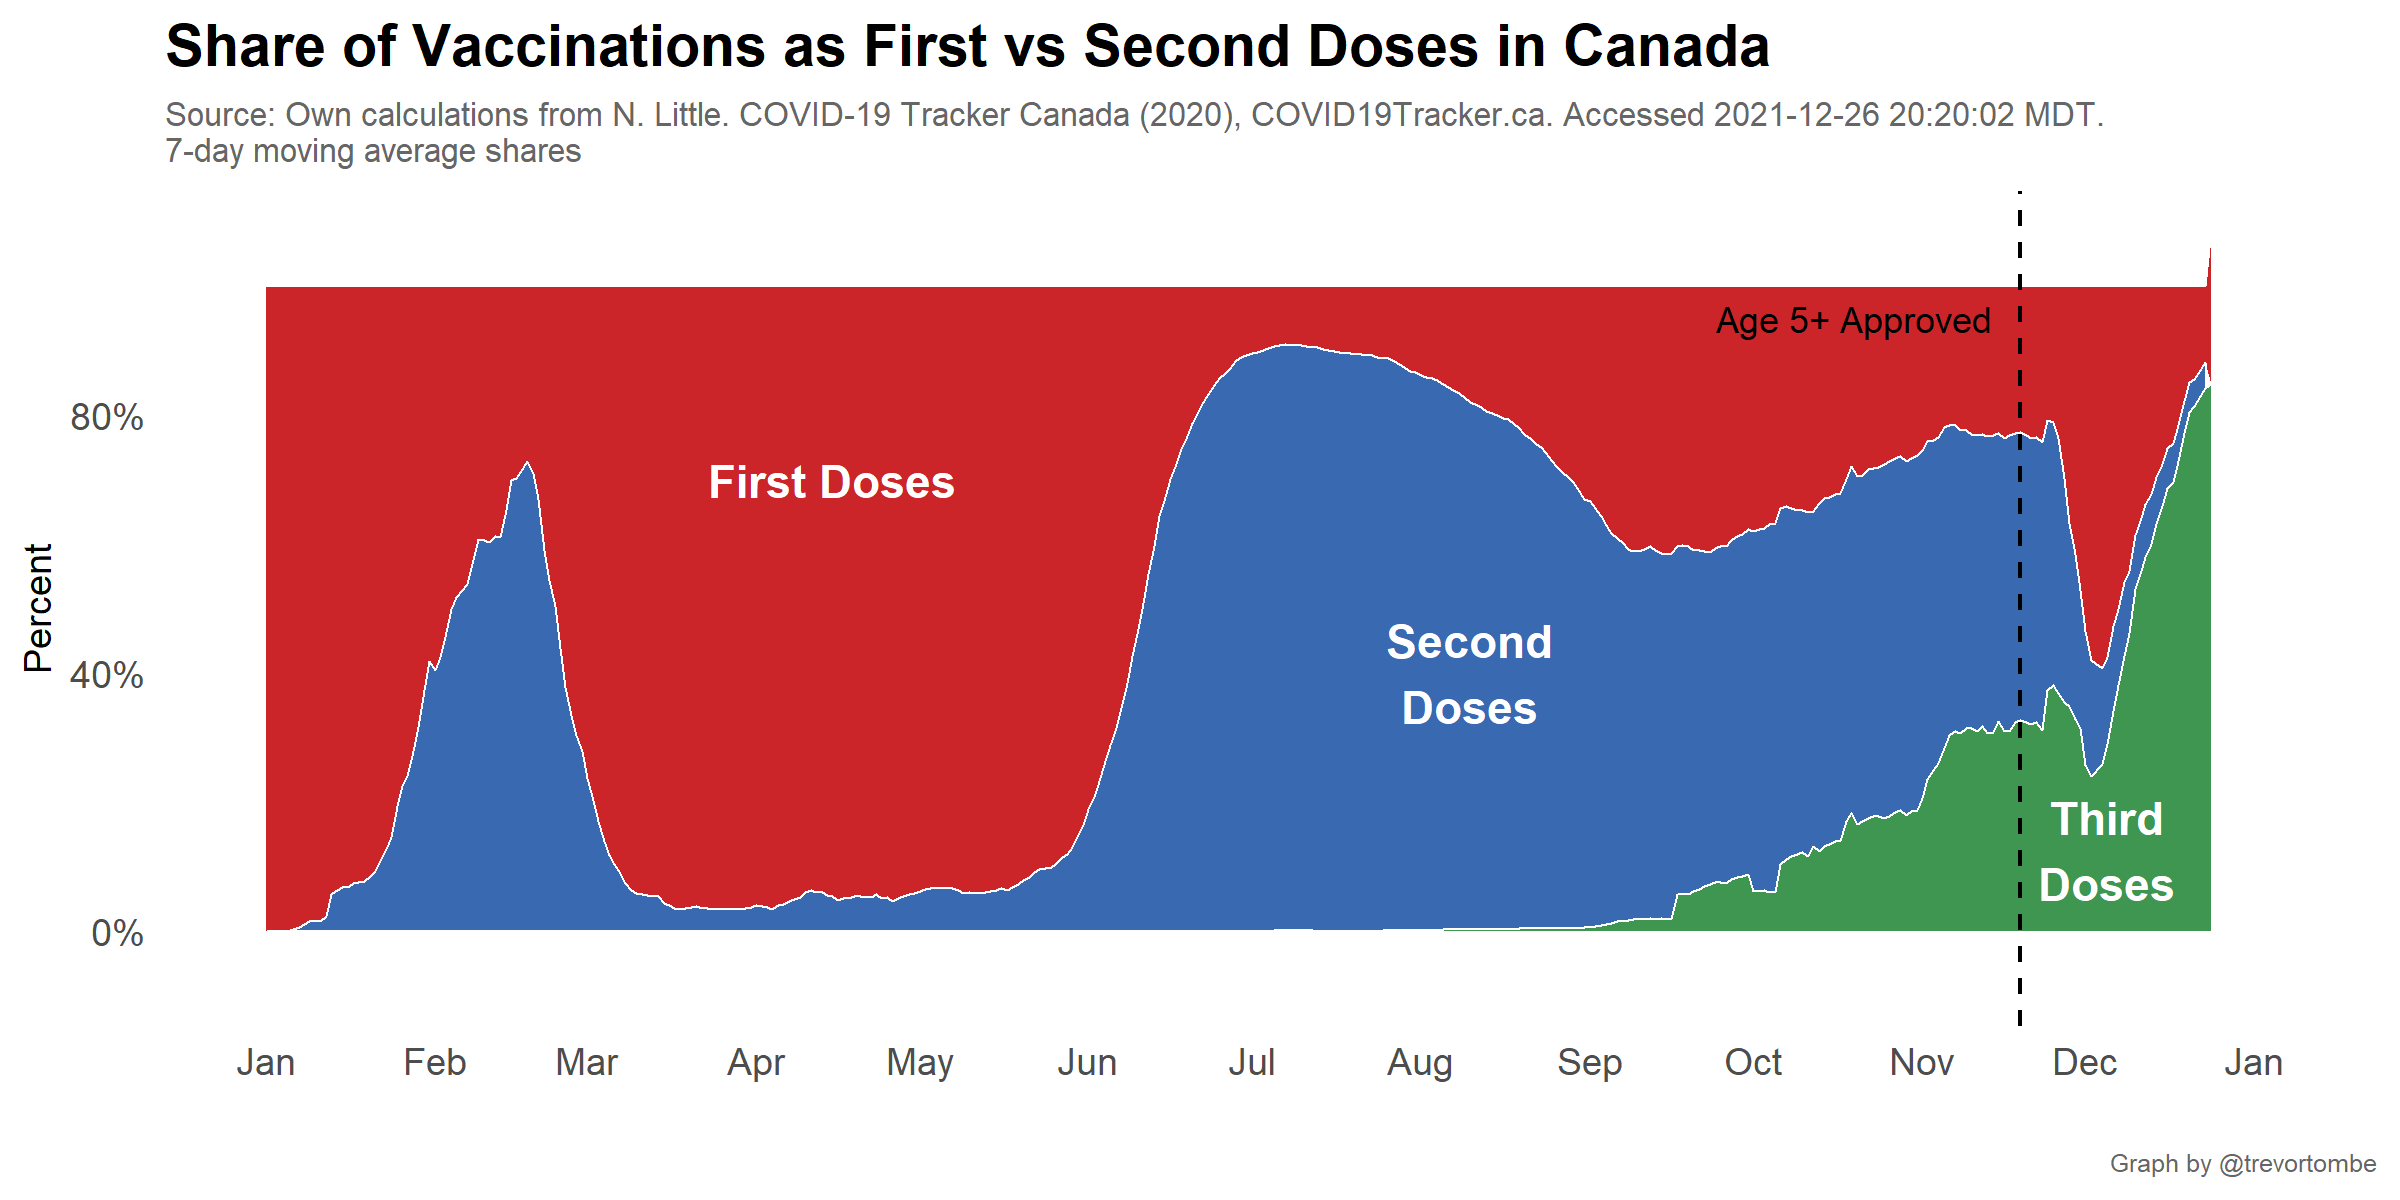 Share of Vaccinations as First vs Second Doses in Canada
Source: Own calculations from N. Little. COVID-19 Tracker Canada (2020), COVID19Tracker.ca. Accessed 2021-12-26 20:20:02 MDT.
7-day moving average shares
Age 5+ Approved
80%
First Doses
Percent
Second
Doses
40%
Third
Doses
0%
Jan Feb Mar Apr May Jun Jul Aug Sep Oct Nov Dec Jan
Graph by @trevortombe